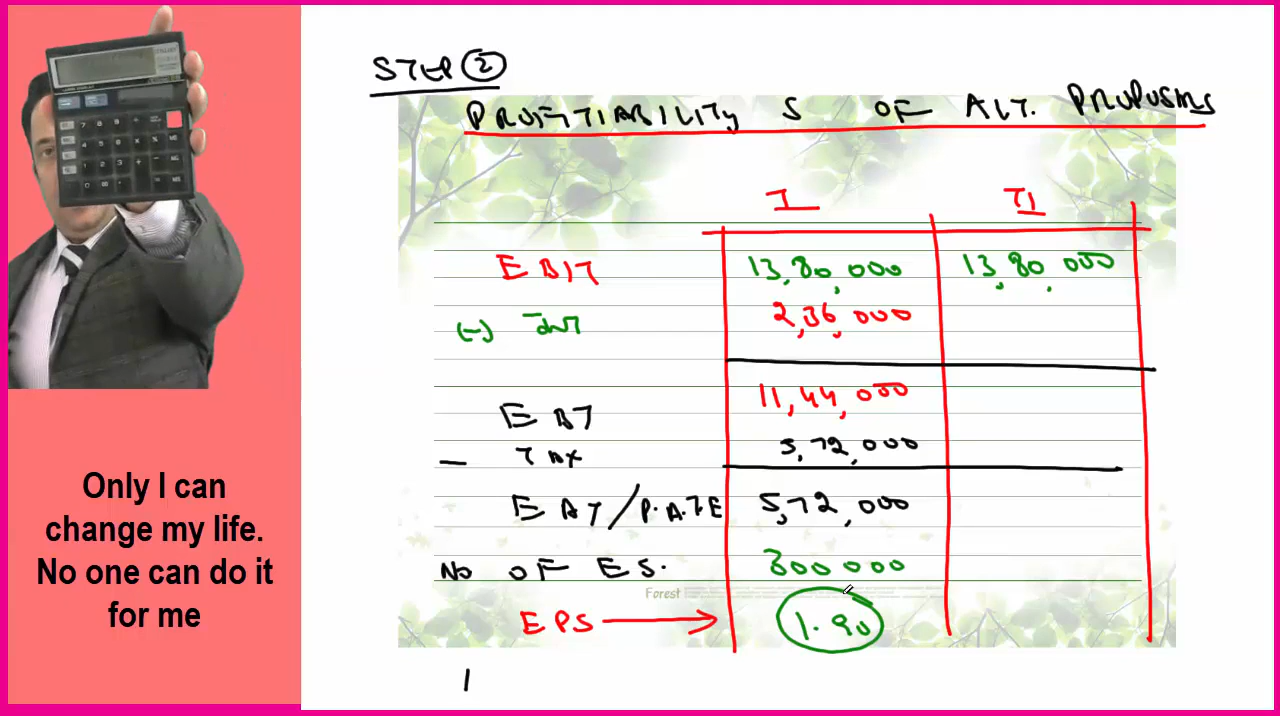 STEP ②
PROFITIABILITY S OF ALT. PROPOSALS
I II
EBIT 13,80,000 13,80,000
(-) Int 2,36,000
11,44,000
EBT
- TAX 5,72,000
EAT/P.A.T.E 5,72,000
No OF ES. 300000
Forest
EPS → 1.90
Only I can
change my life.
No one can do it
for me